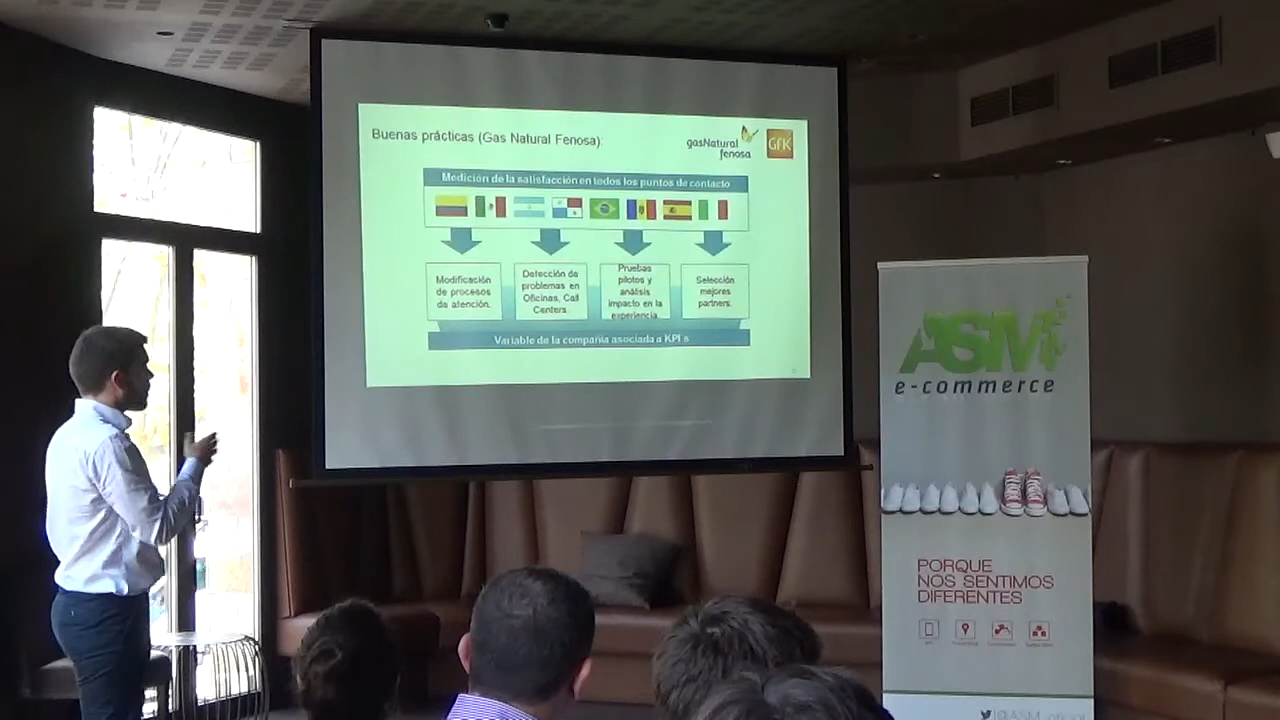 Buenas prácticas (Gas Natural Fenosa):
gasNatural
fenosa
GfK
Medición de la satisfacción en todos los puntos de contacto
Modificación
de procesos
de atención.
Detección de
problemas en
Oficinas, Call
Centers.
Pruebas
pilotos y
análisis
impacto en la
experiencia.
Selección
mejores
partners.
Variable de la compañía asociada a KPI s
ASM
e-commerce
PORQUE
NOS SENTIMOS
DIFERENTES